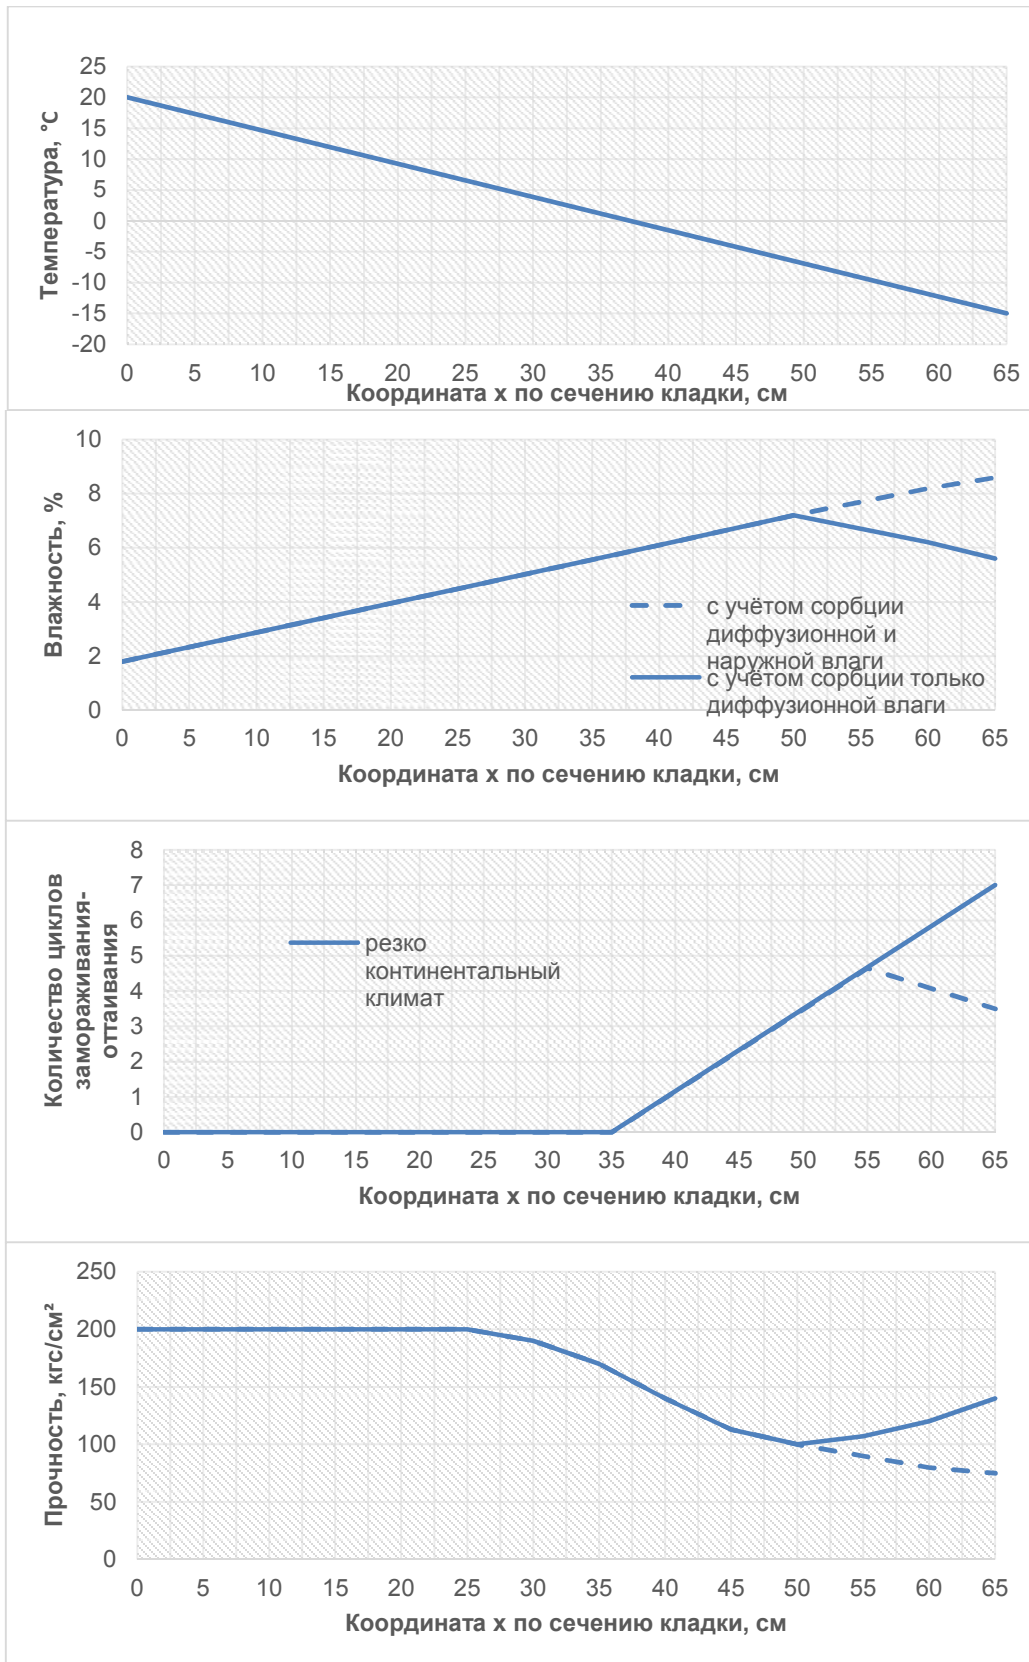 Температура, °С
25
20
15
10
5
0
-5
-10
-15
-20
0 5 10 15 20 25 30 35 40 45 50 55 60 65
Координата x по сечению кладки, см
Влажность, %
10
8
6
4
2
0
с учётом сорбции
диффузионной и
наружной влаги
с учётом сорбции только
диффузионной влаги
0 5 10 15 20 25 30 35 40 45 50 55 60 65
Координата x по сечению кладки, см
Количество циклов
замораживания-
оттаивания
8
7
6
5
4
3
2
1
0
резко
континентальный
климат
0 5 10 15 20 25 30 35 40 45 50 55 60 65
Координата x по сечению кладки, см
Прочность, кгс/см²
250
200
150
100
50
0
0 5 10 15 20 25 30 35 40 45 50 55 60 65
Координата x по сечению кладки, см